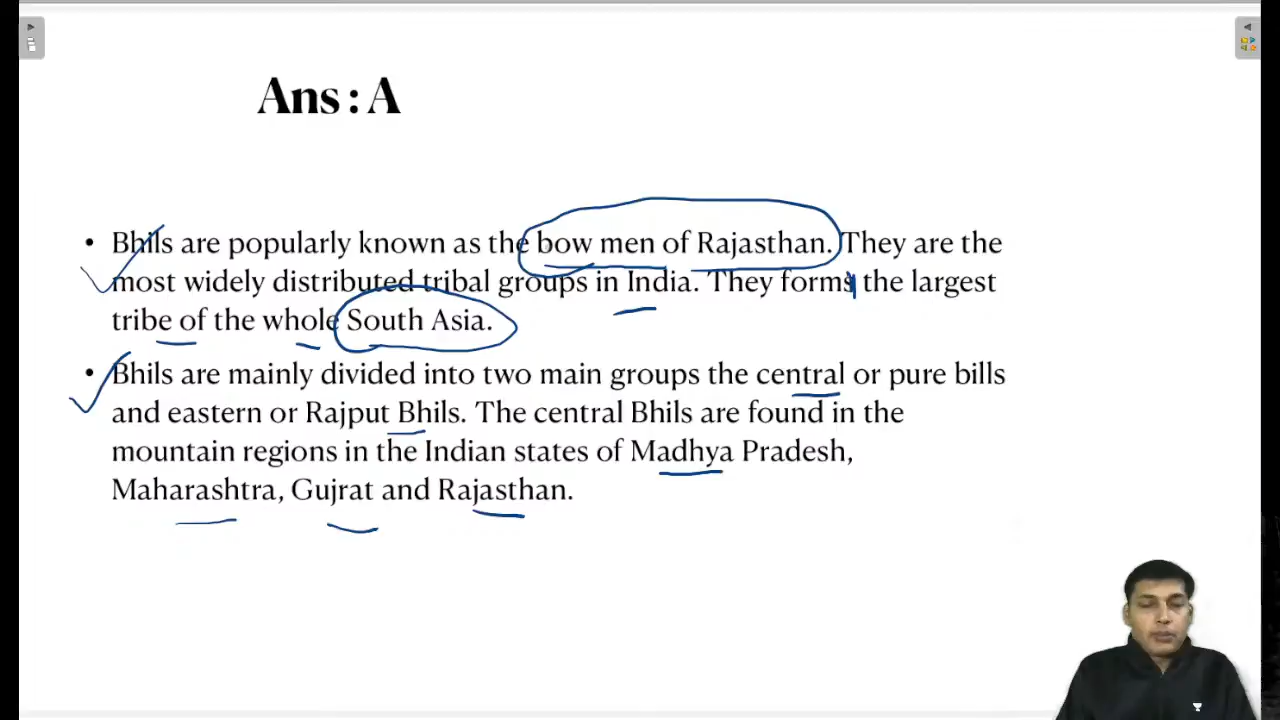 Ans : A
• Bhils are popularly known as the bow men of Rajasthan. They are the
most widely distributed tribal groups in India. They forms the largest
tribe of the whole South Asia.
• Bhils are mainly divided into two main groups the central or pure bills
and eastern or Rajput Bhils. The central Bhils are found in the
mountain regions in the Indian states of Madhya Pradesh,
Maharashtra, Gujrat and Rajasthan.